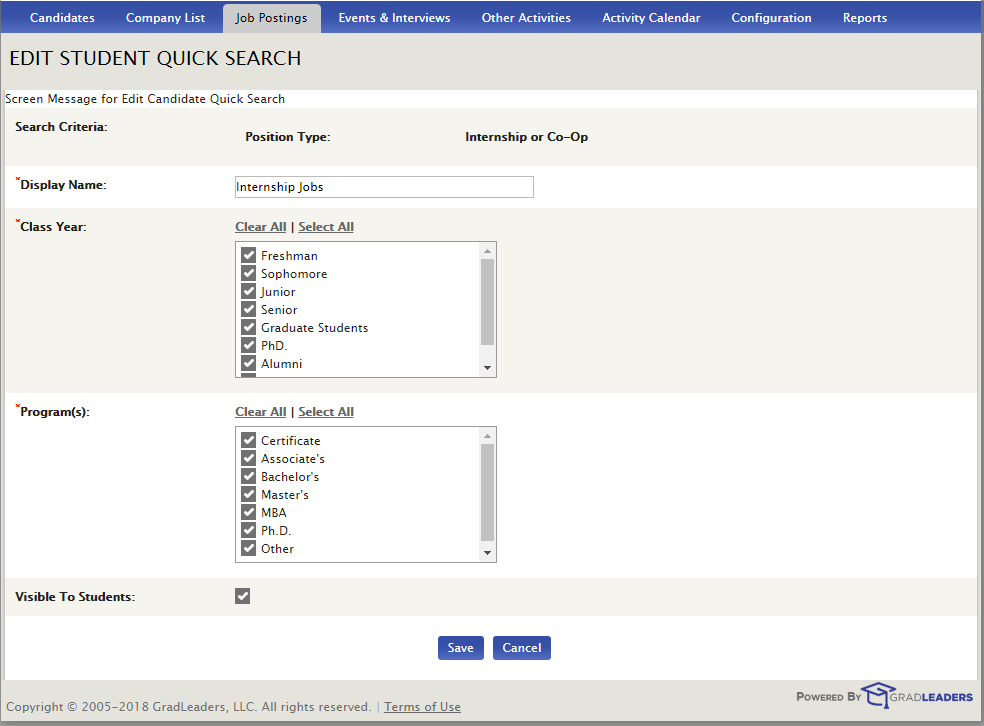 Candidates Company List Job Postings Events & Interviews Other Activities Activity Calendar Configuration Reports
EDIT STUDENT QUICK SEARCH
Screen Message for Edit Candidate Quick Search
Search Criteria:
Position Type: Internship or Co-Op
*Display Name: Internship Jobs
*Class Year: Clear All | Select All
Freshman
Sophomore
Junior
Senior
Graduate Students
PhD.
Alumni
*Program(s): Clear All | Select All
Certificate
Associate's
Bachelor's
Master's
MBA
Ph.D.
Other
Visible To Students:
Save Cancel
POWERED BY GRADLEADERS
Copyright © 2005-2018 GradLeaders, LLC. All rights reserved. | Terms of Use